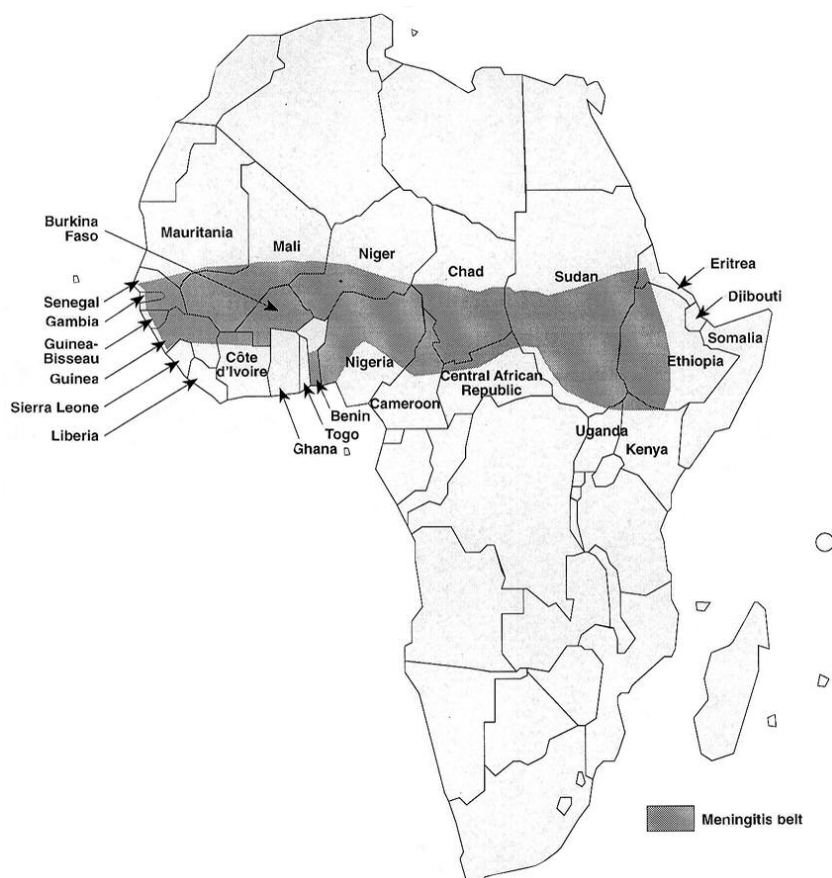 Burkina
Faso
Mauritania
Mali
Niger
Chad
Sudan
Eritrea
Djibouti
Somalia
Ethiopia
Senegal
Gambia
Guinea-
Bissau
Guinea
Sierra Leone
Liberia
Côte
d'Ivoire
Ghana
Togo
Benin
Nigeria
Cameroon
Central African
Republic
Uganda
Kenya
Meningitis belt